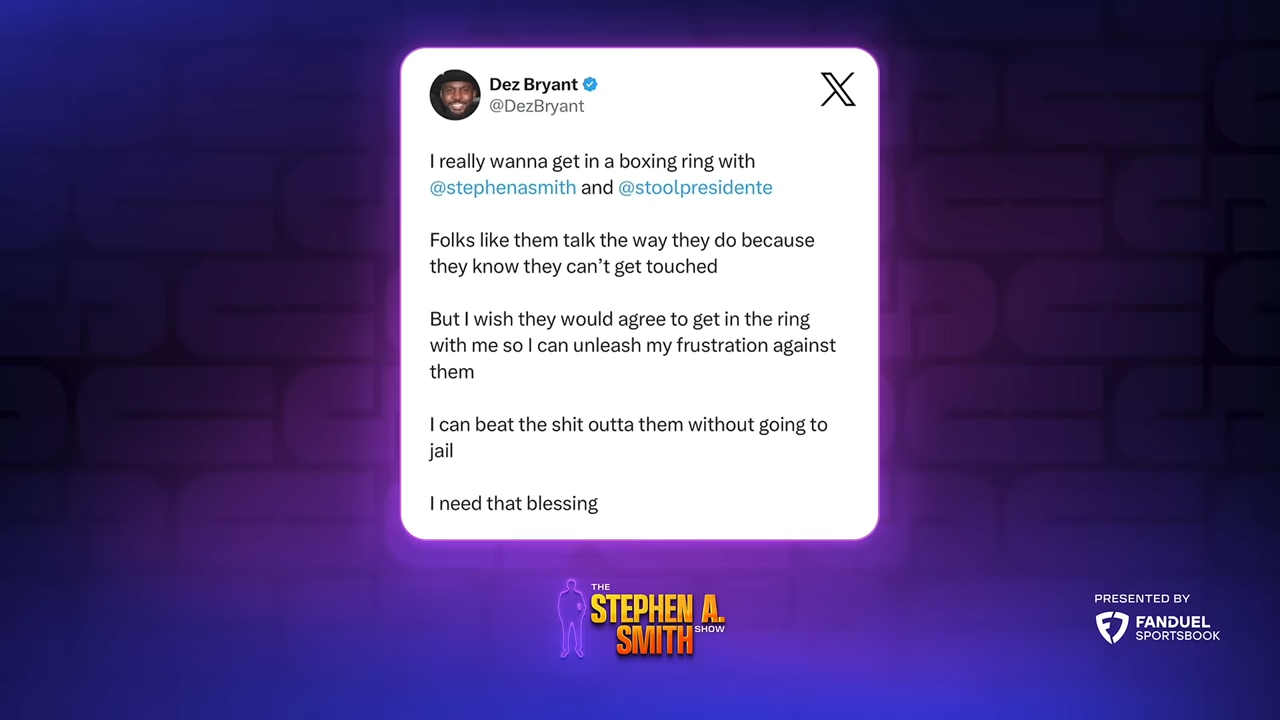 Dez Bryant
@DezBryant
X
I really wanna get in a boxing ring with
@stephenasmith and @stoolpresidente
Folks like them talk the way they do because
they know they can’t get touched
But I wish they would agree to get in the ring
with me so I can unleash my frustration against
them
I can beat the shit outta them without going to
jail
I need that blessing
THE
STEPHEN A.
SMITH SHOW
PRESENTED BY
FANDUEL
SPORTSBOOK